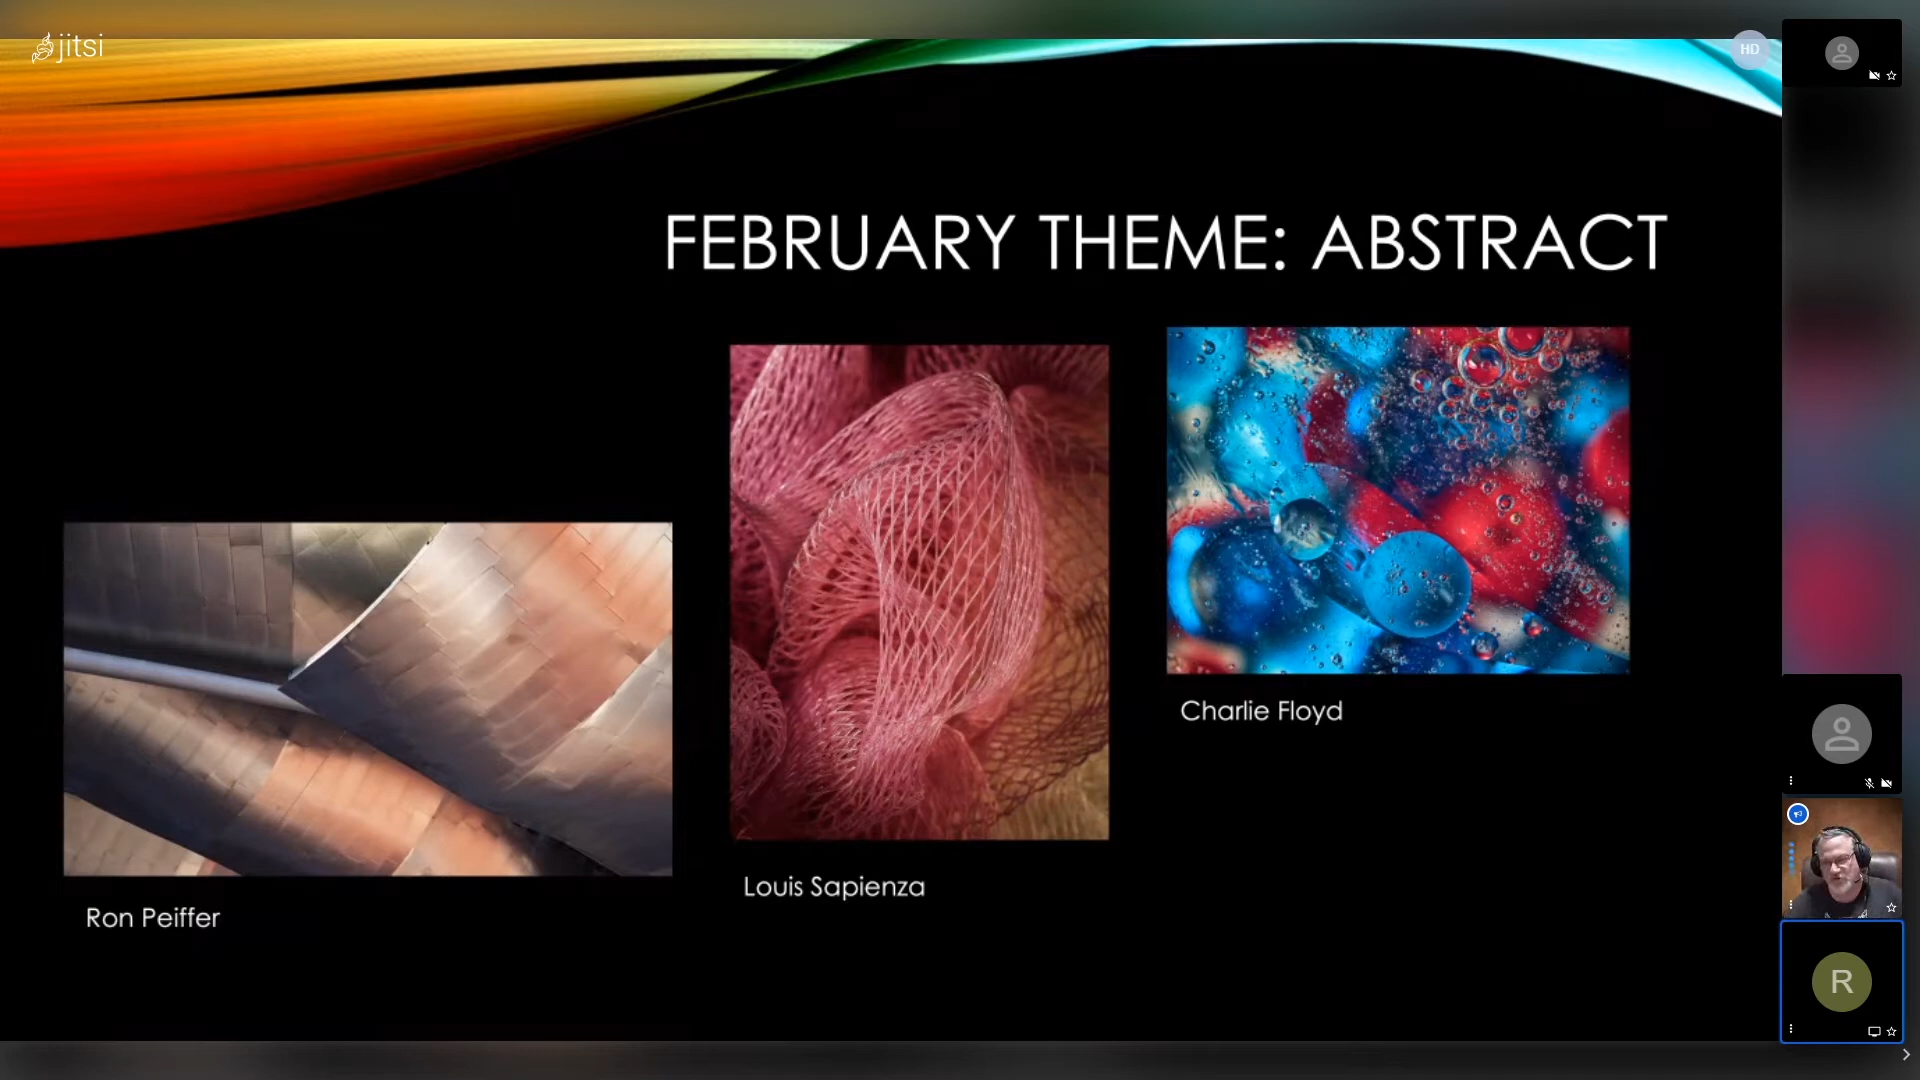 jitsi
HD
FEBRUARY THEME: ABSTRACT
Charlie Floyd
Louis Sapienza
Ron Peiffer
R